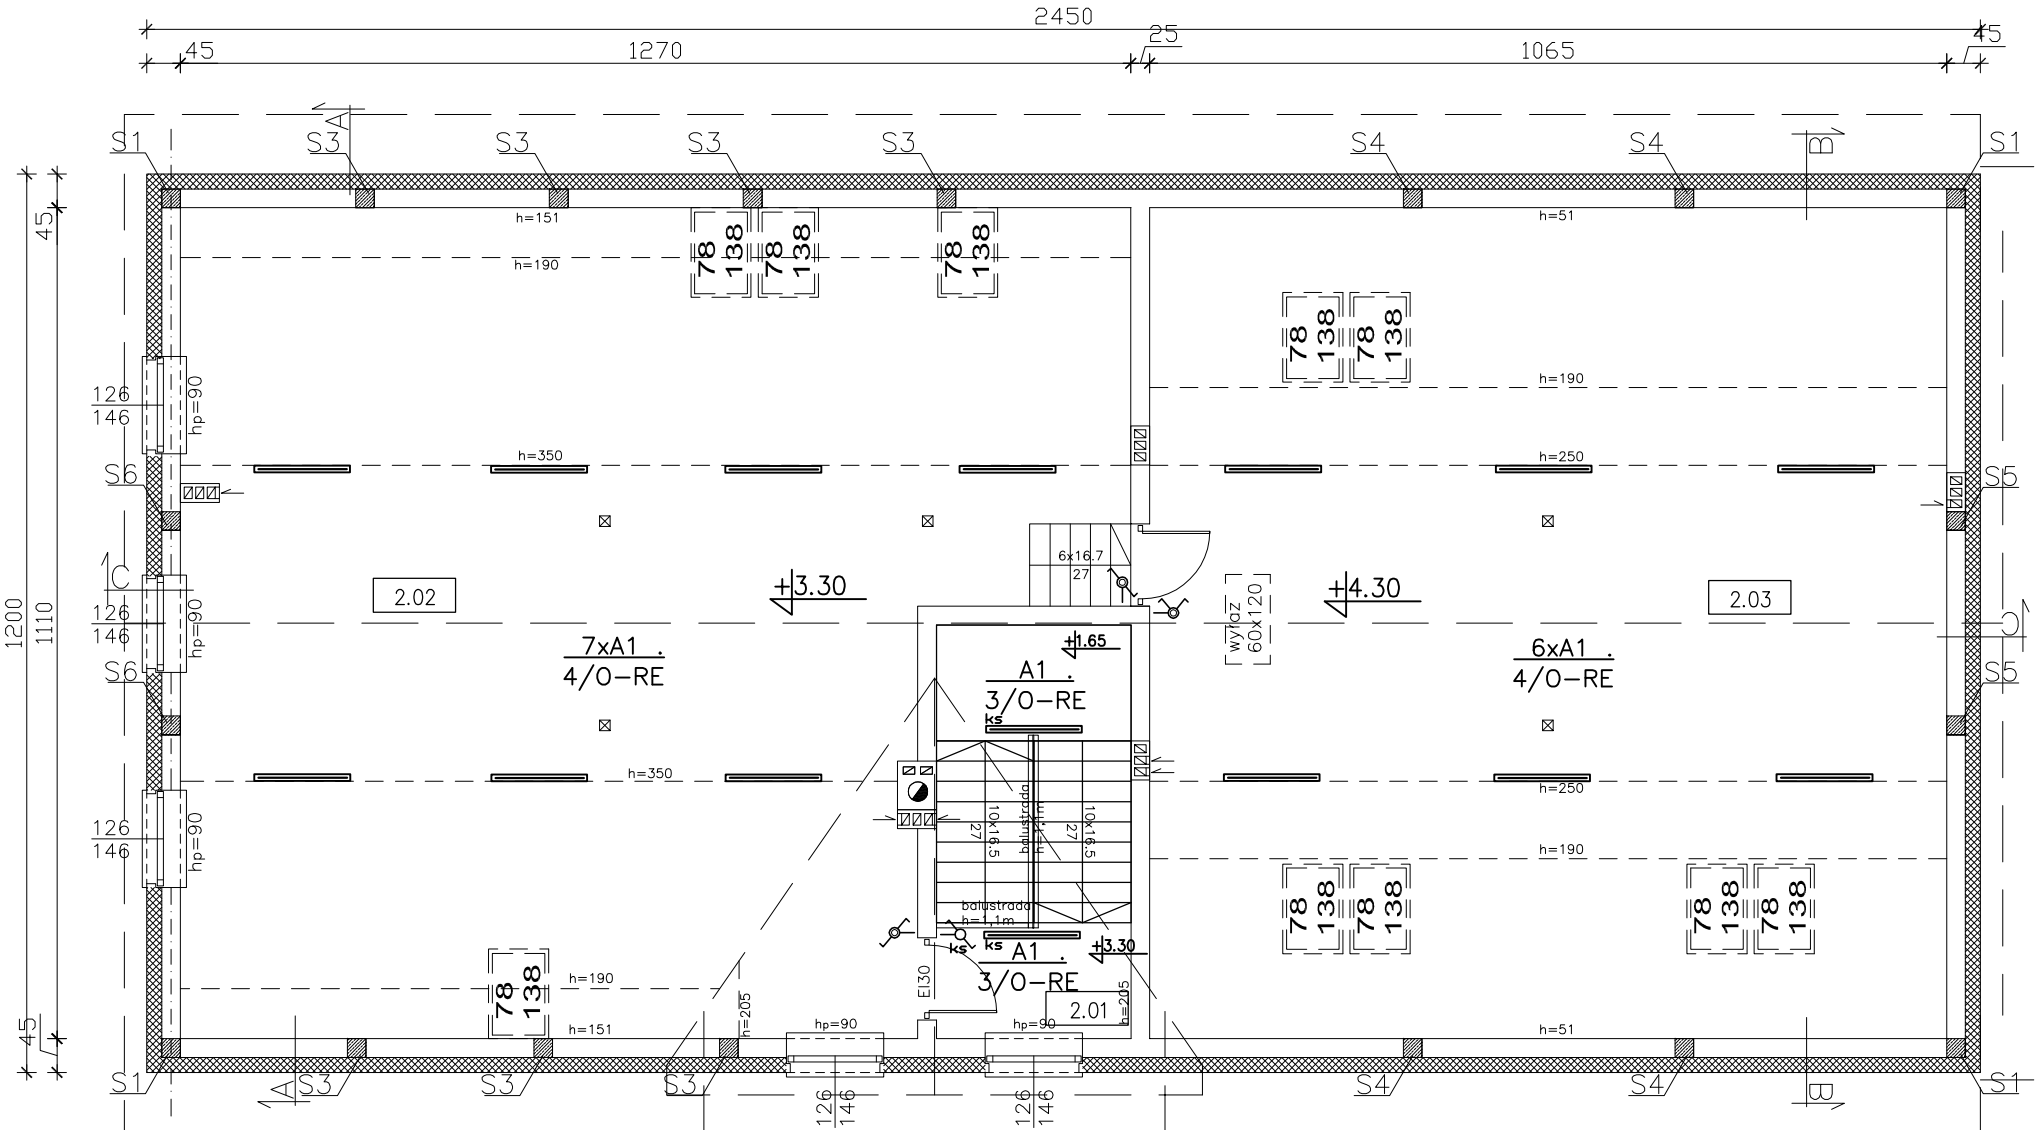 2450
45
1270
25
1065
45
A
B
S1
S3
S3
S3
S3
S4
S4
S1
45
1200
1110
45
h=151
h=51
h=190
78
138
78
138
78
138
78
138
78
138
h=190
126
146
hp=90
h=350
h=250
S6
S5
6x16.7
27
C
+3.30
+4.30
2.02
2.03
wyłaz
60x120
126
146
hp=90
C
7xA1 .
4/O-RE
+1.65
A1 .
3/O-RE
ks
6xA1 .
4/O-RE
S6
S5
h=350
h=250
126
146
hp=90
10x16.5
27
balustrada
h=1,1m
10x16.5
27
h=190
78
138
78
138
78
138
78
138
balustrada
h=1,1m
ks
ks
A1 .
3/O-RE
+3.30
EI30
2.01
h=205
78
138
h=190
h=205
h=151
hp=90
hp=90
h=51
S1
A
S3
S3
S3
126
146
126
146
S4
S4
B
S1